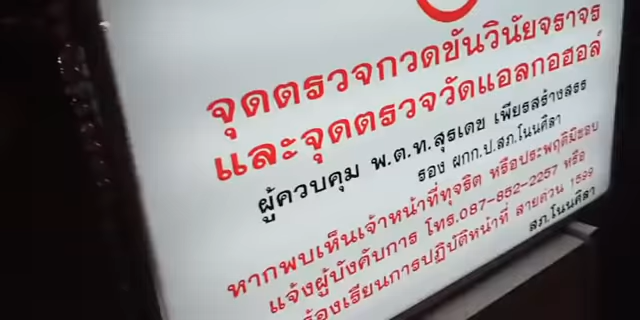 จุดตรวจกวดขันวินัยจราจร
และจุดตรวจวัดแอลกอฮอล์
ผู้ควบคุม พ.ต.ท.สุรเดช เพียรสร้างสรร
รอง ผกก.ป.สภ.โนนศิลา
หากพบเห็นเจ้าหน้าที่ทุจริต หรือประพฤติมิชอบ
แจ้งผู้บังคับการ โทร.087-852-2257 หรือ
ร้องเรียนการปฏิบัติหน้าที่ สายด่วน 1599
สภ.โนนศิลา